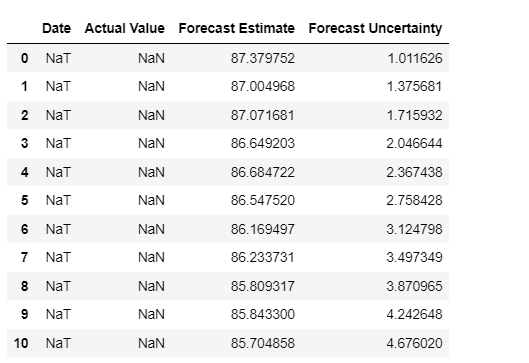 Date Actual Value Forecast Estimate Forecast Uncertainty
0 NaT NaN 87.379752 1.011626
1 NaT NaN 87.004968 1.375681
2 NaT NaN 87.071681 1.715932
3 NaT NaN 86.649203 2.046644
4 NaT NaN 86.684722 2.367438
5 NaT NaN 86.547520 2.758428
6 NaT NaN 86.169497 3.124798
7 NaT NaN 86.233731 3.497349
8 NaT NaN 85.809317 3.870965
9 NaT NaN 85.843300 4.242648
10 NaT NaN 85.704858 4.676020